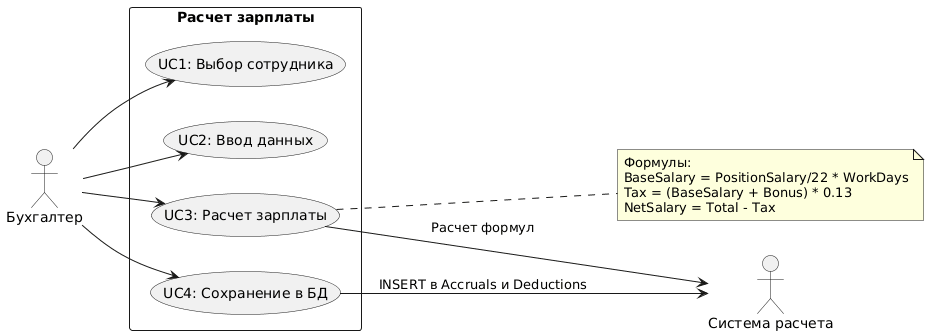 Расчет зарплаты
UC1: Выбор сотрудника
UC2: Ввод данных
Бухгалтер
UC3: Расчет зарплаты
UC4: Сохранение в БД
Формулы:
BaseSalary = PositionSalary/22 * WorkDays
Tax = (BaseSalary + Bonus) * 0.13
NetSalary = Total - Tax
Расчет формул
INSERT в Accruals и Deductions
Система расчета